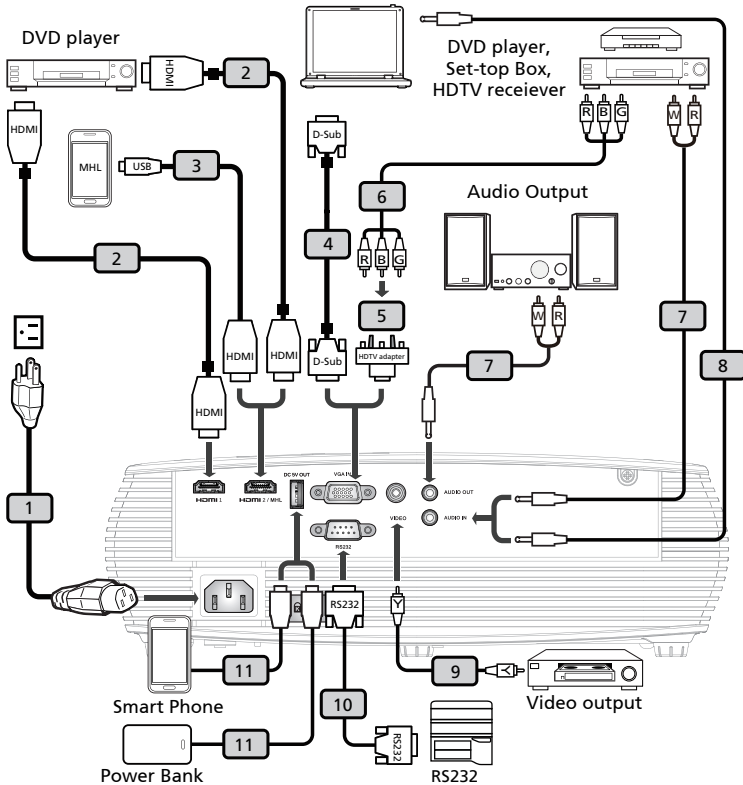 DVD player
HDMI
2
DVD player,
Set-top Box,
HDTV receiever
HDMI
MHL
USB
3
D-Sub
R
B
G
W
R
6
Audio Output
4
2
R
B
G
5
7
8
HDMI
HDMI
D-Sub
HDTV adapter
W
R
7
HDMI
1
DC 5V OUT
VGA IN
HDMI 1
HDMI 2 / MHL
VIDEO
AUDIO OUT
AUDIO IN
RS232
RS232
Y
11
9
Y
Smart Phone
10
Video output
11
RS232
Power Bank
RS232